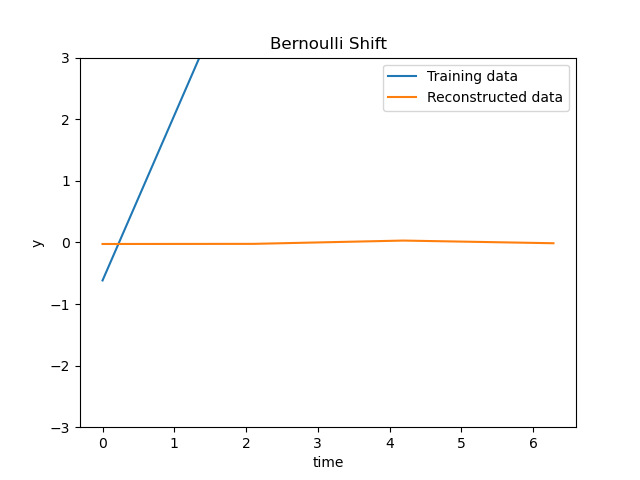 Bernoulli Shift
Training data
Reconstructed data
3
2
1
0
−1
−2
−3
y
0 1 2 3 4 5 6
time